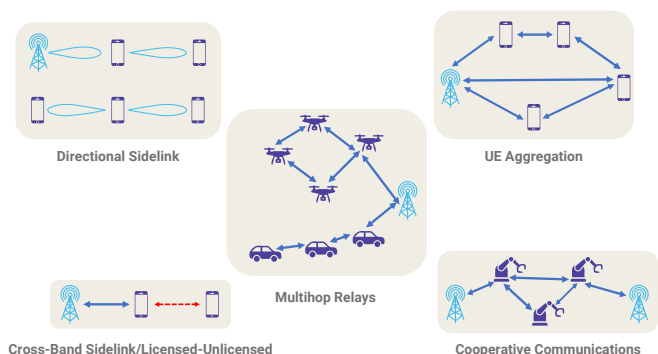 Directional Sidelink
UE Aggregation
Multihop Relays
Cross-Band Sidelink/Licensed-Unlicensed
Cooperative Communications